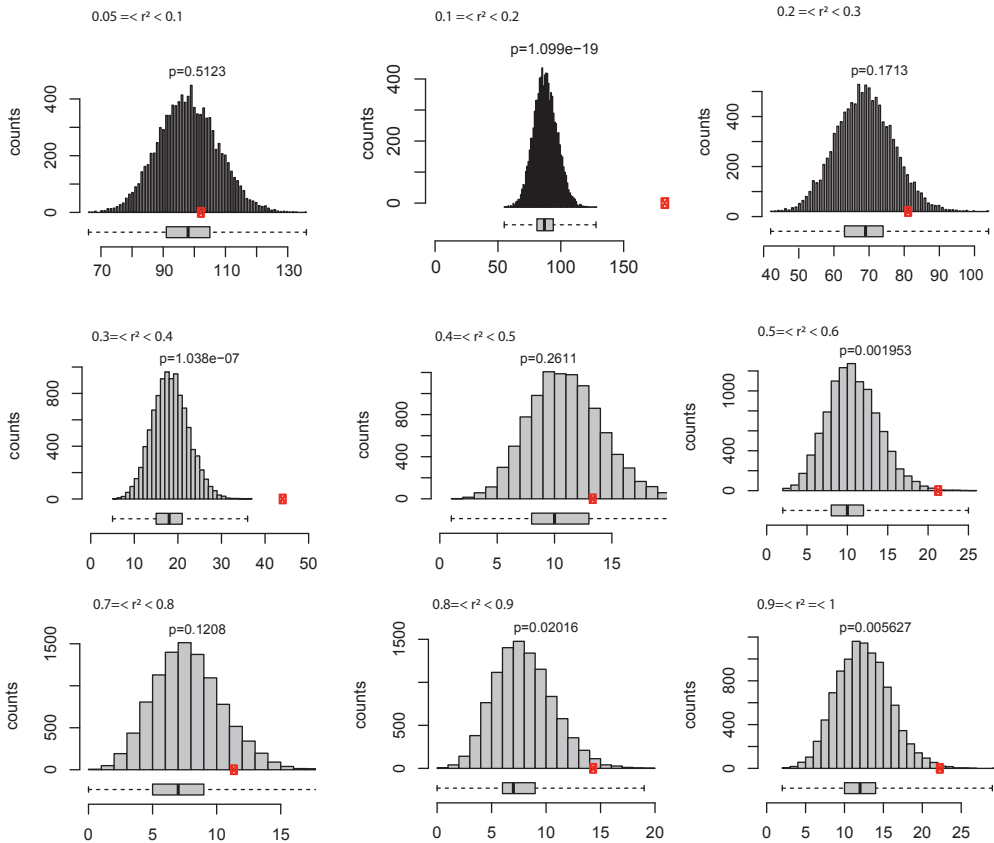 0.05 =< r² < 0.1
p=0.5123
counts
0 200 400
70 90 110 130
0.1 =< r² < 0.2
p=1.099e−19
counts
0 200 400
0 50 100 150
0.2 =< r² < 0.3
p=0.1713
counts
0 200 400
40 50 60 70 80 90 100
0.3=< r² < 0.4
p=1.038e−07
counts
0 400 800
0 10 20 30 40 50
0.4=< r² < 0.5
p=0.2611
counts
0 400 800
0 5 10 15
0.5=< r² < 0.6
p=0.001953
counts
0 400 1000
0 5 10 15 20 25
0.7=< r² < 0.8
p=0.1208
counts
0 500 1500
0 5 10 15
0.8=< r² < 0.9
p=0.02016
counts
0 500 1500
0 5 10 15 20
0.9=< r² =< 1
p=0.005627
counts
0 400 800
0 5 10 15 20 25